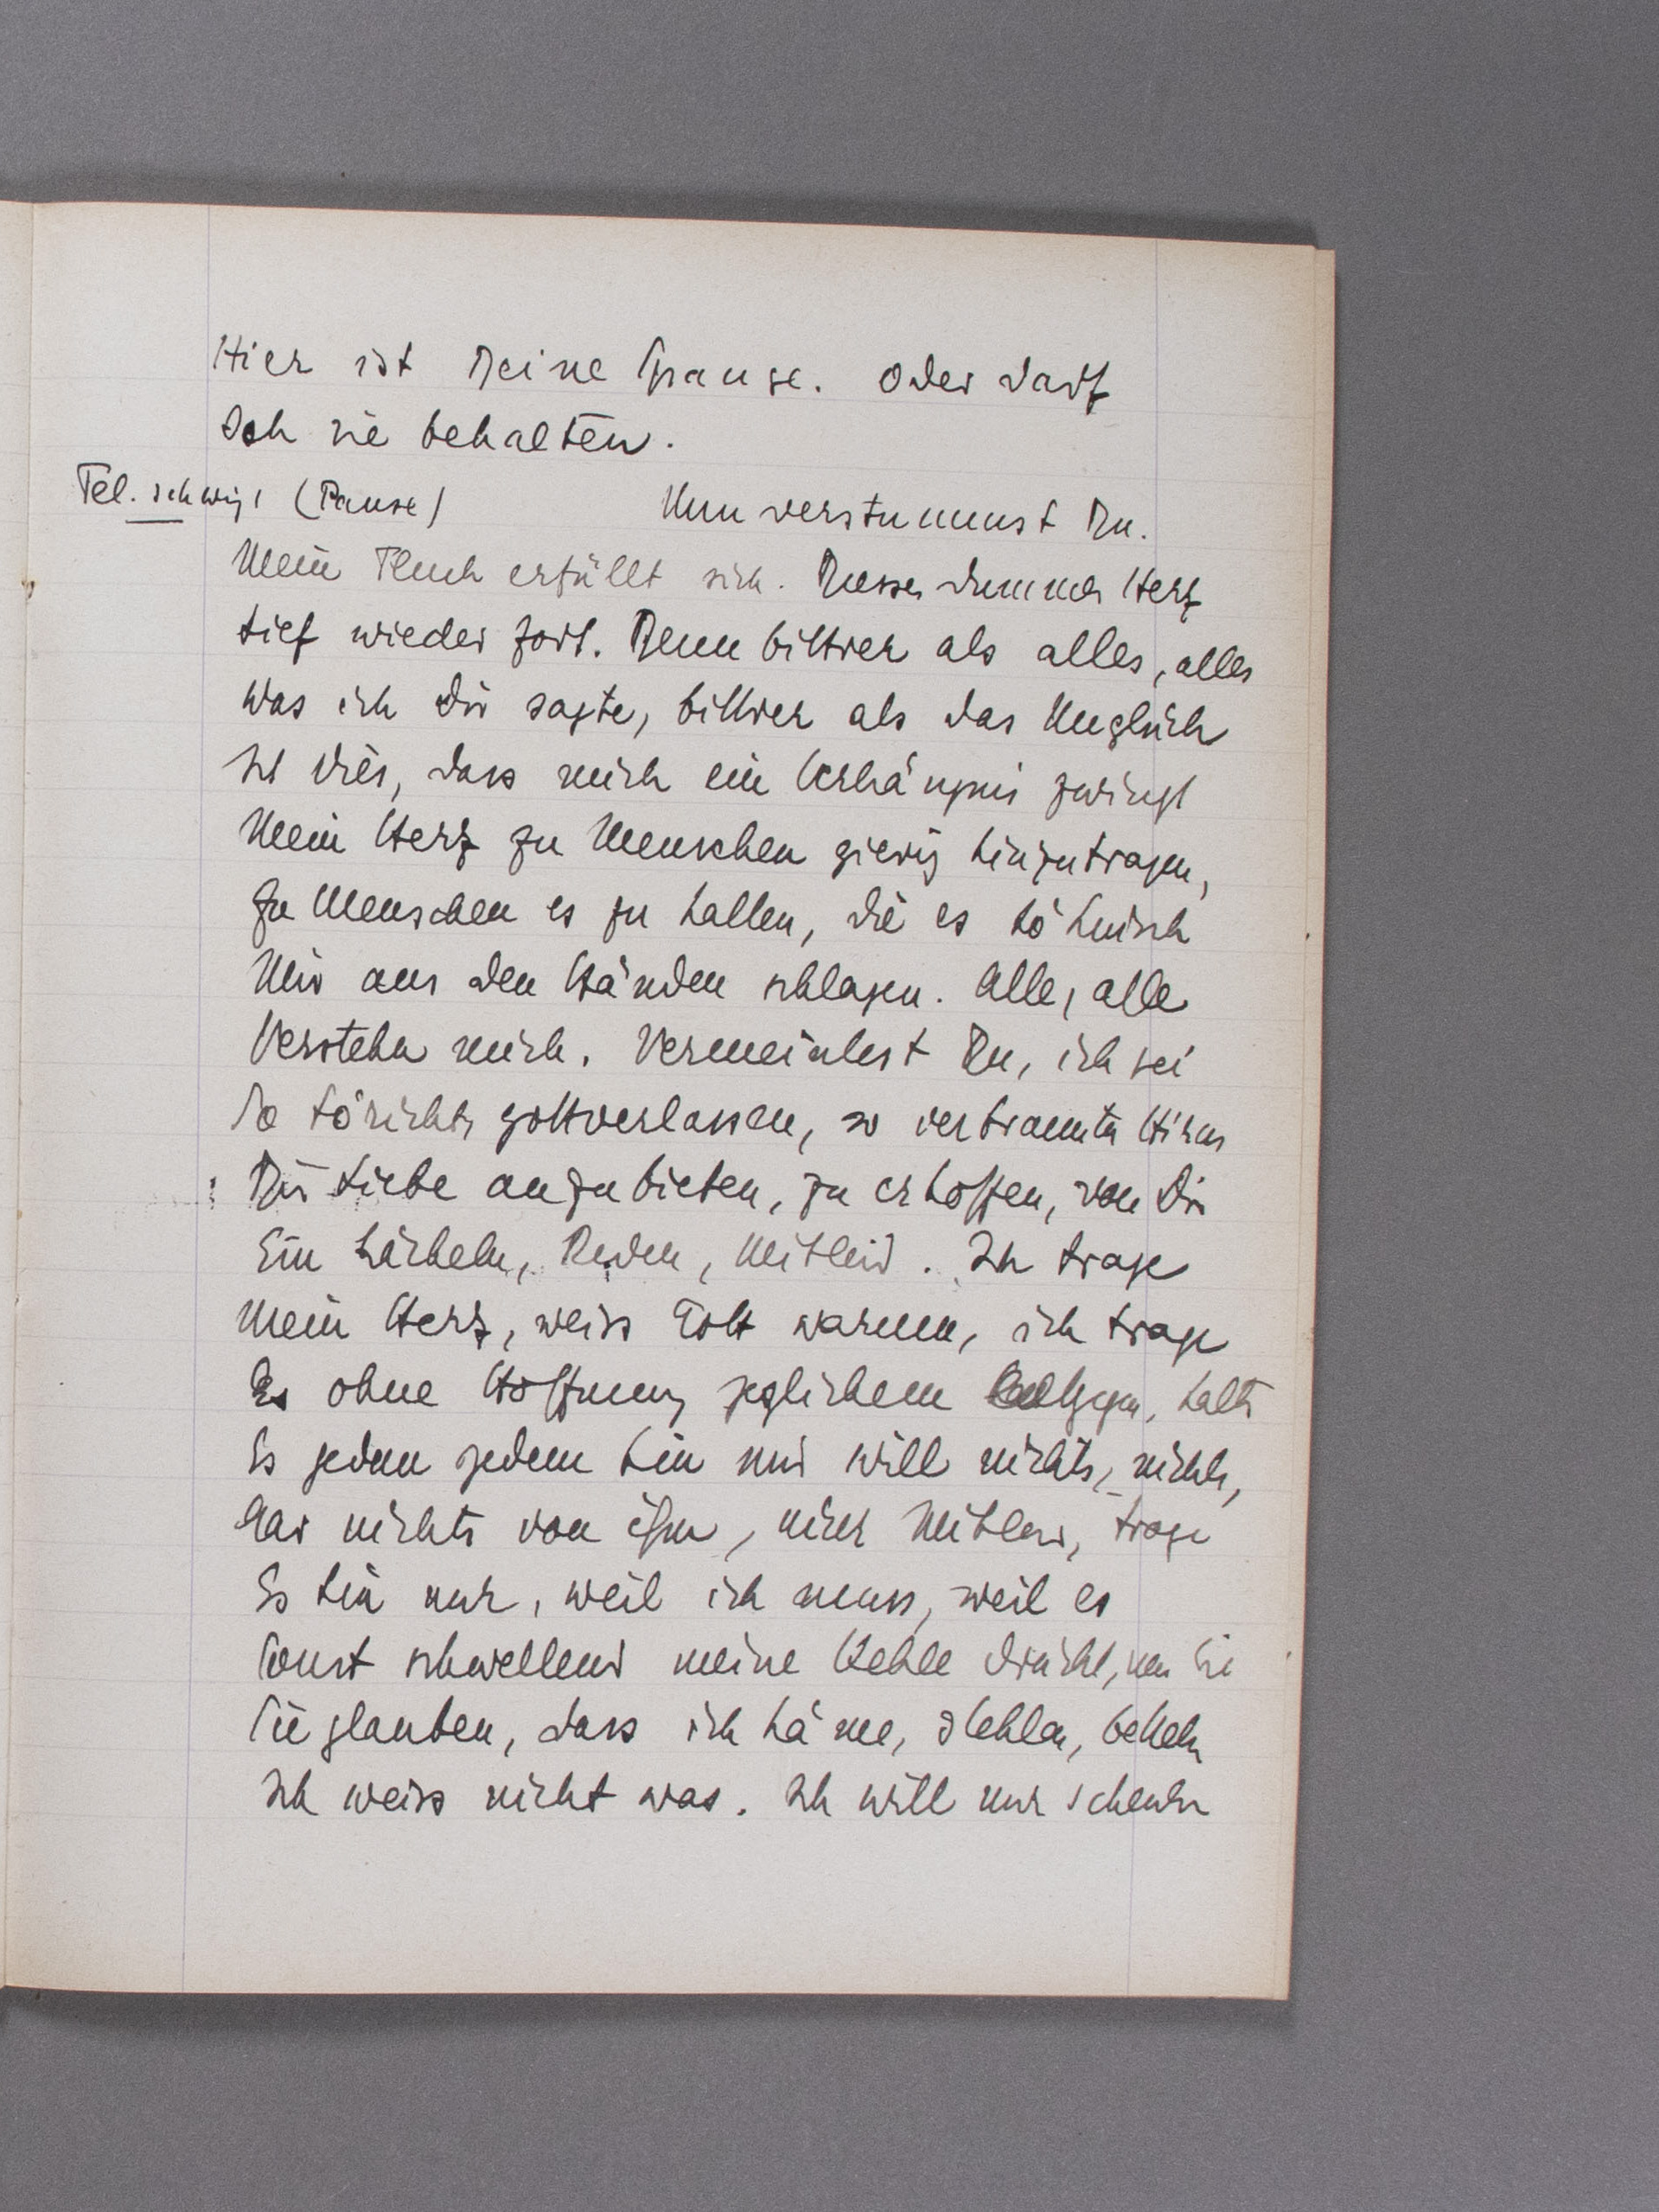 Hier ist Deine Spange. Oder darf
Ich sie behalten.
Tel. schwigt (Pause) Nun verstummst Du.
Mein Fluch erfüllt sich. Dieses dumme Herz
tief wieder fort. Denn bittrer als alles, alles
Was ich dir sagte, bittrer als das Unglück
Ist dies, dass mich ein Verhängnis zwingt
Mein Herz zu Menschen gierig hinzutragen,
Zu Menschen es zu halten, die es höhnisch
Mir aus den Händen schlagen. Alle, alle
Verstehn mich. Vermeintest Du, ich sei
So töricht, gottverlassen, so verbrannten Hirns
Dir Liebe anzubieten, zu erhoffen, von dir
Ein Lächeln, Reden, Mitleid. Ich trage
Mein Herz, weiss Gott warum, ich trage
Es ohne Hoffnung jeglichem entgegen, halte
Es jedem jedem hin und will nichts, nichts,
Gar nichts von ihm, nicht Mitleid, trage
Es hin nur, weil ich muss, weil es
Sonst schwellend meine Kehle drückt, und
Sie glauben, dass ich käme, stehlen, betteln
Ich weiss nicht was. Ich will nur schenken